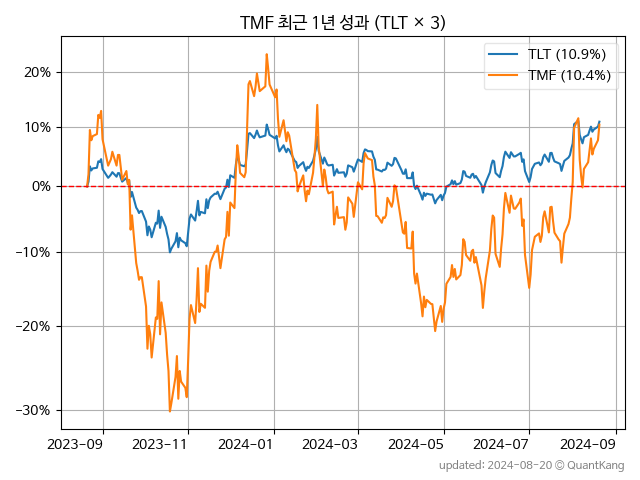 TMF 최근 1년 성과 (TLT × 3)
TLT (10.9%)
TMF (10.4%)
20%
10%
0%
−10%
−20%
−30%
2023-09 2023-11 2024-01 2024-03 2024-05 2024-07 2024-09
updated: 2024-08-20 © QuantKang